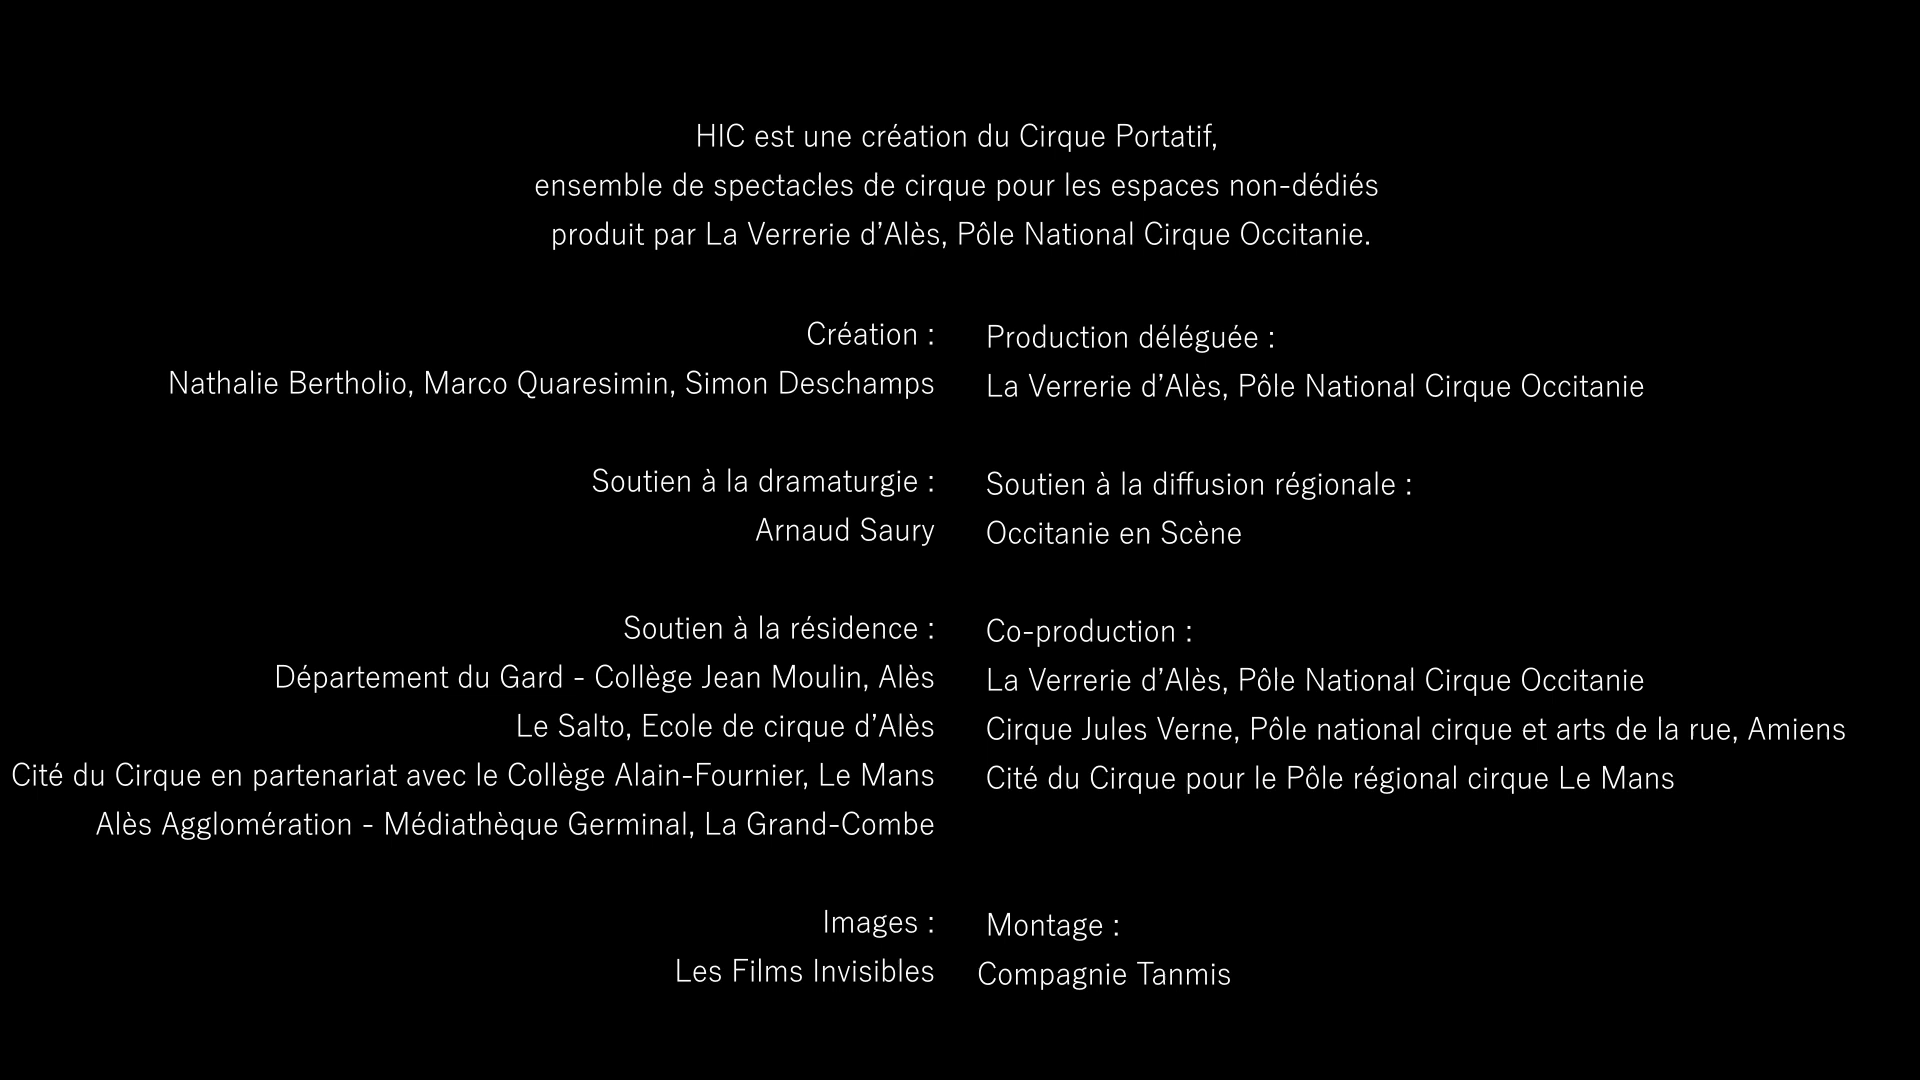 HIC est une création du Cirque Portatif,
ensemble de spectacles de cirque pour les espaces non-dédiés
produit par La Verrerie d’Alès, Pôle National Cirque Occitanie.
Création :
Nathalie Bertholio, Marco Quaresimin, Simon Deschamps
Soutien à la dramaturgie :
Arnaud Saury
Soutien à la résidence :
Département du Gard - Collège Jean Moulin, Alès
Le Salto, Ecole de cirque d’Alès
Cité du Cirque en partenariat avec le Collège Alain-Fournier, Le Mans
Alès Agglomération - Médiathèque Germinal, La Grand-Combe
Images :
Les Films Invisibles
Production déléguée :
La Verrerie d’Alès, Pôle National Cirque Occitanie
Soutien à la diffusion régionale :
Occitanie en Scène
Co-production :
La Verrerie d’Alès, Pôle National Cirque Occitanie
Cirque Jules Verne, Pôle national cirque et arts de la rue, Amiens
Cité du Cirque pour le Pôle régional cirque Le Mans
Montage :
Compagnie Tanmis